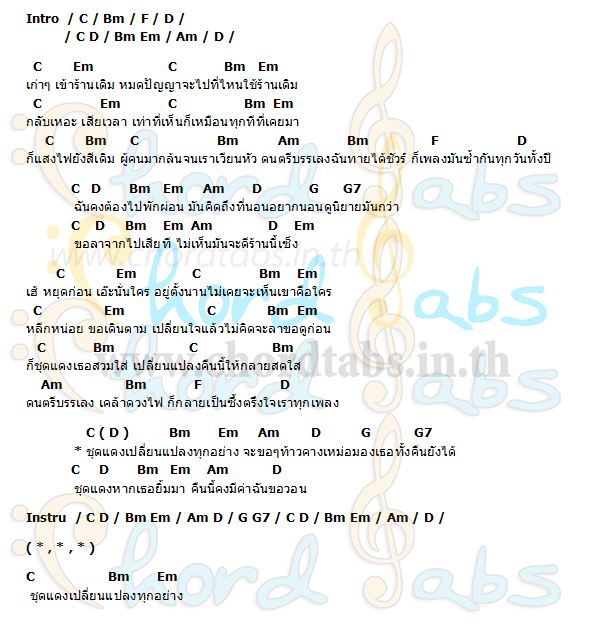 Intro / C / Bm / F / D /
/ C D / Bm Em / Am / D /
C Em C Bm Em
เก่าๆ เข้าร้านเดิม หมดปัญญาจะไปที่ไหนใช้ร้านเดิม
C Em C Bm Em
กลับเหอะ เสียเวลา เท่าที่เห็นก็เหมือนทุกทีที่เคยมา
C Bm C Bm Am Bm F D
ก็แสงไฟยังสีเดิม ผู้คนมากล้นจนเราเวียนหัว ดนตรีบรรเลงฉันทายได้ชัวร์ ก็เพลงมันซ้ำกันทุกวันทั้งปี
C D Bm Em Am D G G7
ฉันคงต้องไปพักผ่อน มันคิดถึงที่นอนอยากนอนดูนิยายมันกว่า
C D Bm Em Am D Em
ขอลาจากไปเสียที ไม่เห็นมันจะดีร้านนี้เซ็ง
www.chordtabs.in.th
C Em C Bm Em
เฮ้ หยุดก่อน เอ๊ะนั่นใคร อยู่ตั้งนานไม่เคยจะเห็นเขาคือใคร
C Em C Bm Em
หลีกหน่อย ขอเดินตาม เปลี่ยนใจแล้วไม่คิดจะลาขอดูก่อน
C Bm C Bm
ก็ชุดแดงเธอสวมใส่ เปลี่ยนแปลงคืนนี้ให้กลายสดใส
www.chordtabs.in.th
Am Bm F D
ดนตรีบรรเลง เคล้าดวงไฟ ก็กลายเป็นซึ้งตรึงใจเราทุกเพลง
C ( D ) Bm Em Am D G G7
* ชุดแดงเปลี่ยนแปลงทุกอย่าง จะขอๆท้าวคางเหม่อมองเธอทั้งคืนยังได้
C D Bm Em Am D
ชุดแดงหากเธอยิ้มมา คืนนี้คงมีค่าฉันขอวอน
Instru / C D / Bm Em / Am D / G G7 / C D / Bm Em / Am / D /
( * , * , * )
C Bm Em
ชุดแดงเปลี่ยนแปลงทุกอย่าง